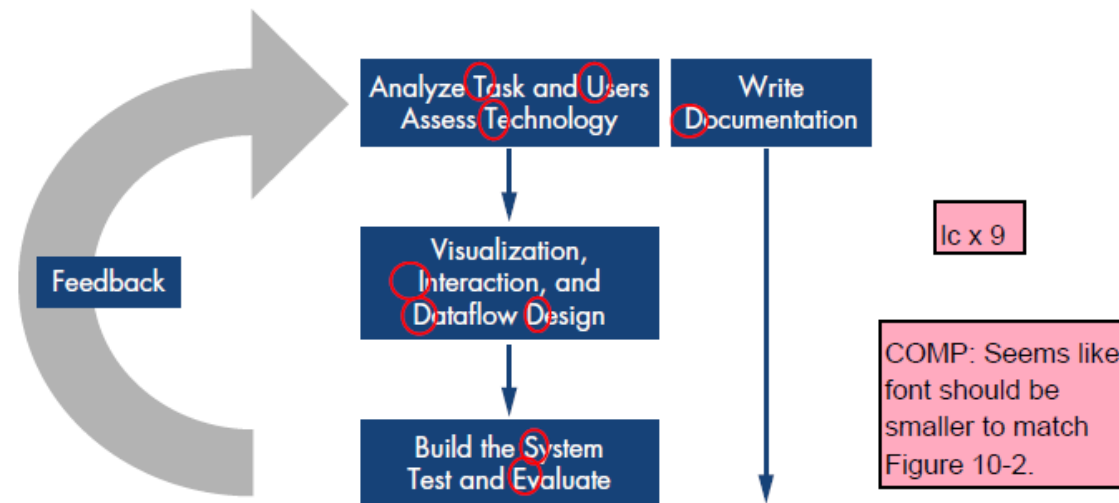 Analyze Task and Users
Assess Technology
Write
Documentation
Visualization,
Interaction, and
Dataflow Design
Feedback
Build the System
Test and Evaluate
lc x 9
COMP: Seems like
font should be
smaller to match
Figure 10-2.